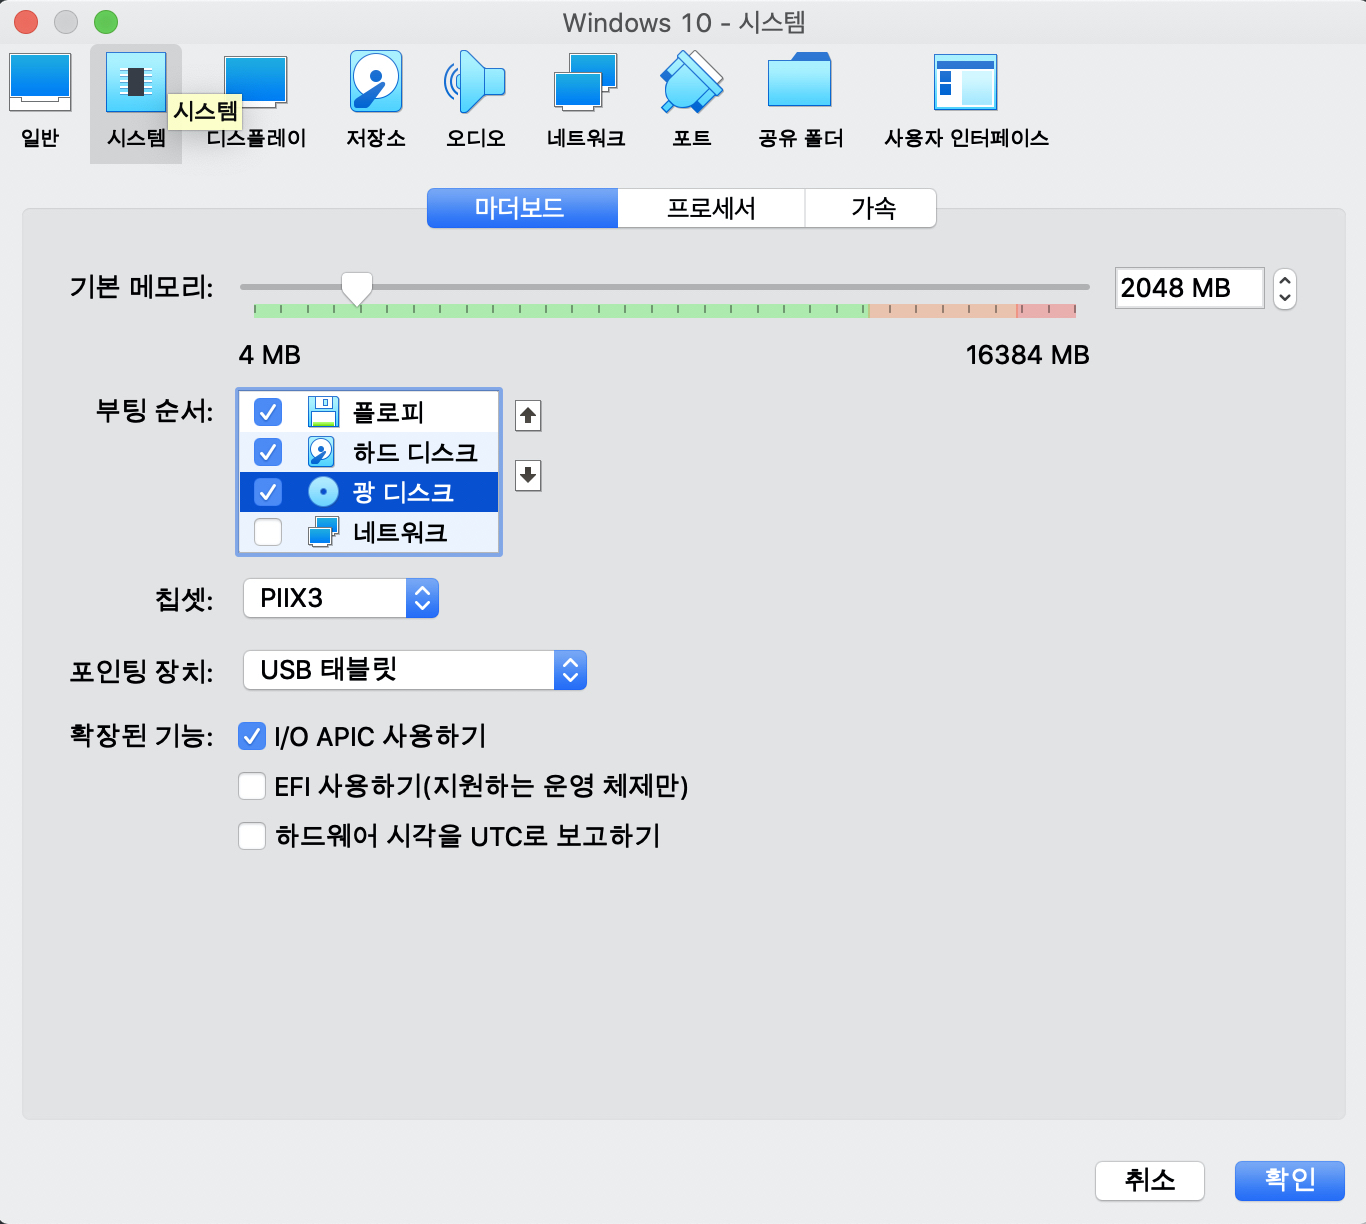 Windows 10 - 시스템
일반
시스템
디스플레이
저장소
오디오
네트워크
포트
공유 폴더
사용자 인터페이스
시스템
마더보드
프로세서
가속
기본 메모리:
2048 MB
4 MB
16384 MB
부팅 순서:
플로피
하드 디스크
광 디스크
네트워크
칩셋:
PIIX3
포인팅 장치:
USB 태블릿
확장된 기능:
I/O APIC 사용하기
EFI 사용하기(지원하는 운영 체제만)
하드웨어 시각을 UTC로 보고하기
취소
확인